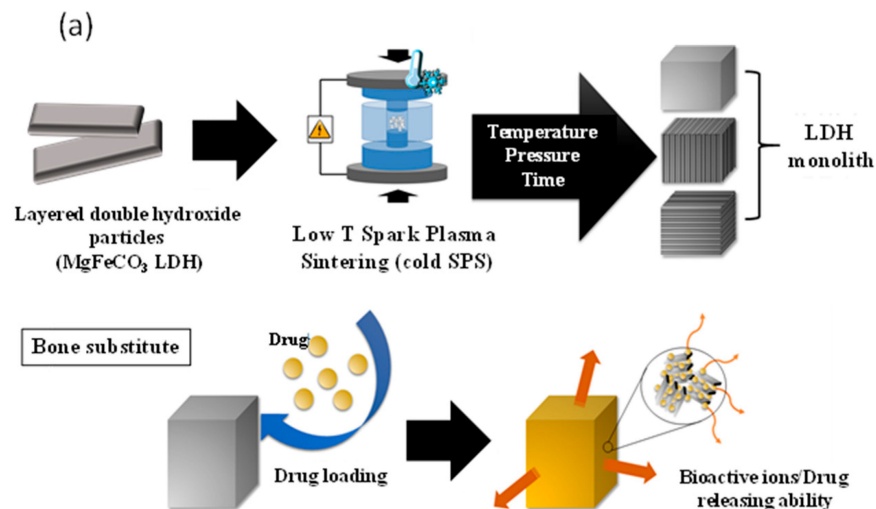 (a)
Layered double hydroxide
particles
(MgFeCO₃ LDH)
Low T Spark Plasma
Sintering (cold SPS)
Temperature
Pressure
Time
LDH
monolith
Bone substitute
Drug
Drug loading
Bioactive ions/Drug
releasing ability